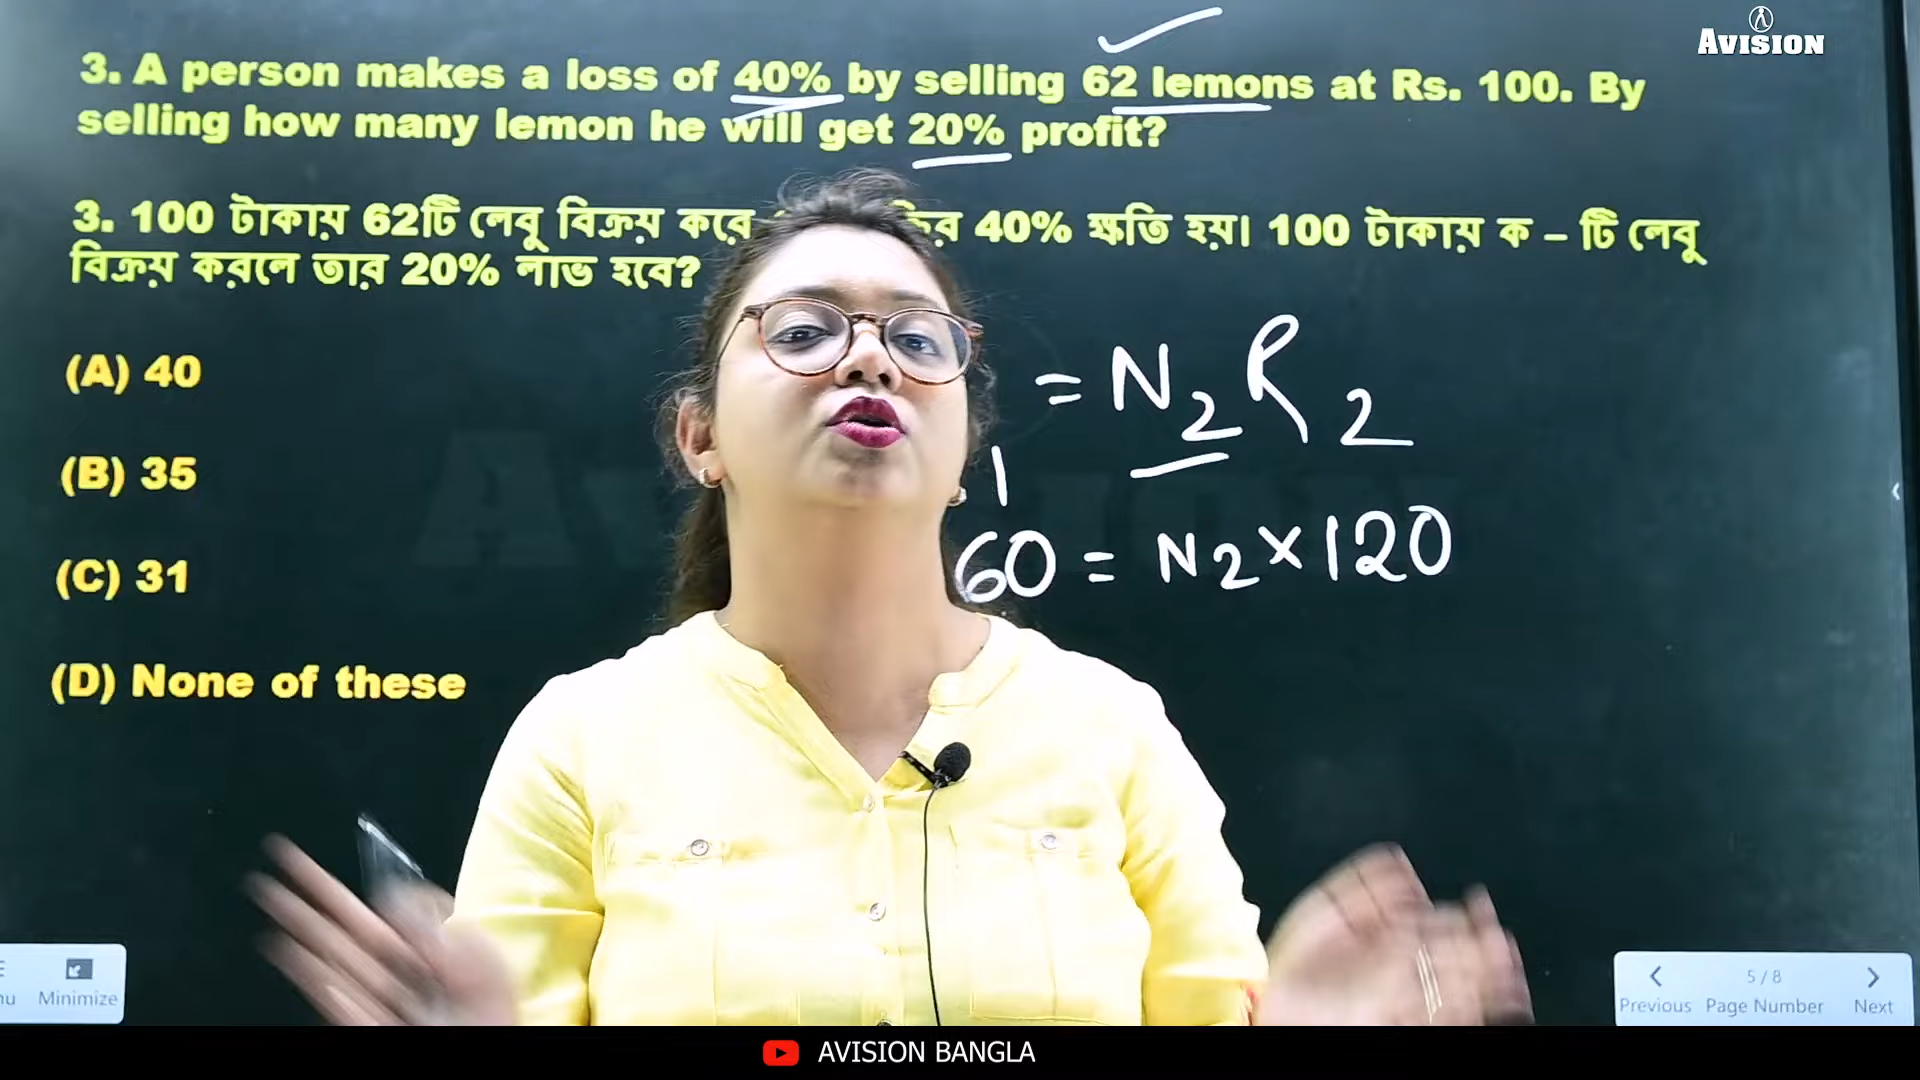 AVISION
3. A person makes a loss of 40% by selling 62 lemons at Rs. 100. By
selling how many lemon he will get 20% profit?
3. 100 টাকায় 62টি লেবু বিক্রয় করে 40% ক্ষতি হয়। 100 টাকায় ক – টি লেবু
বিক্রয় করলে তার 20% লাভ হবে?
(A) 40
= N2 R2
(B) 35
60 = N2 × 120
(C) 31
(D) None of these
Minimize
5 / 8
Previous Page Number Next
AVISION BANGLA